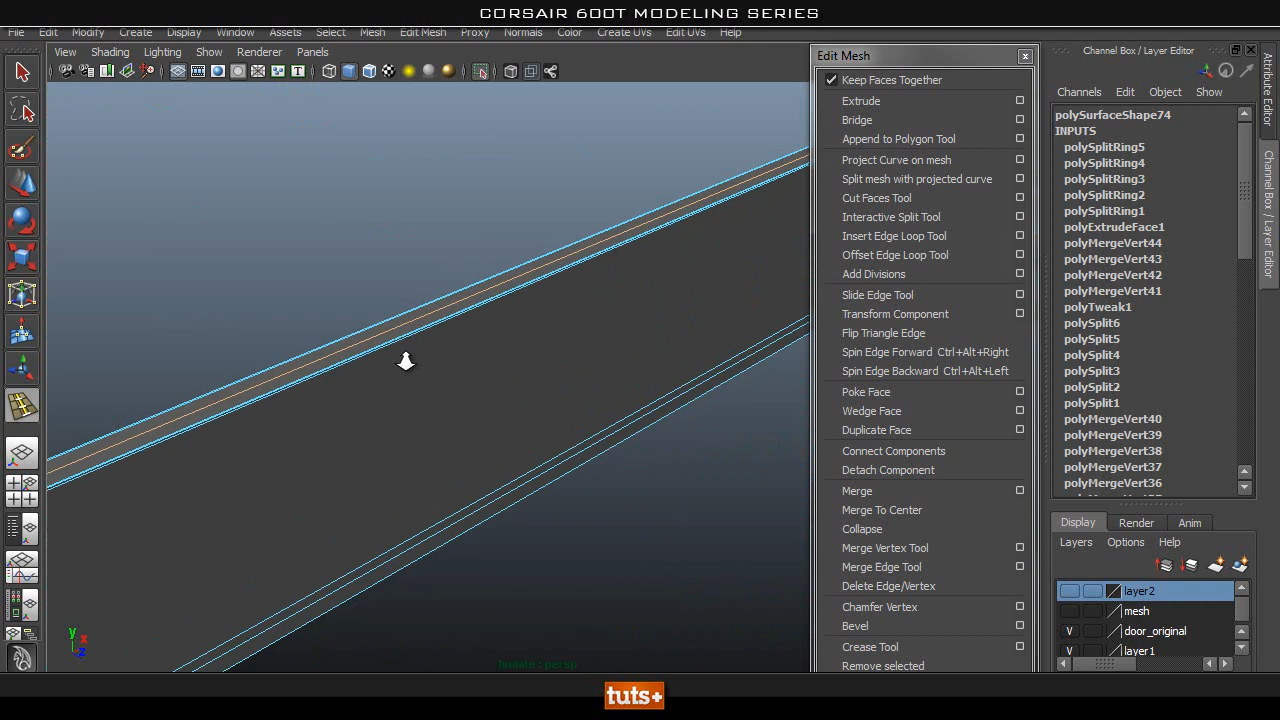 CORSAIR 600T MODELING SERIES
File Edit Modify Create Display Window Assets Select Mesh Edit Mesh Proxy Normals Color Create UVs Edit UVs Help
View Shading Lighting Show Renderer Panels
T
Edit Mesh
Keep Faces Together
Extrude
Bridge
Append to Polygon Tool
Project Curve on mesh
Split mesh with projected curve
Cut Faces Tool
Interactive Split Tool
Insert Edge Loop Tool
Offset Edge Loop Tool
Add Divisions
Slide Edge Tool
Transform Component
Flip Triangle Edge
Spin Edge Forward Ctrl+Alt+Right
Spin Edge Backward Ctrl+Alt+Left
Poke Face
Wedge Face
Duplicate Face
Connect Components
Detach Component
Merge
Merge To Center
Collapse
Merge Vertex Tool
Merge Edge Tool
Delete Edge/Vertex
Chamfer Vertex
Bevel
Crease Tool
Remove selected
Channel Box / Layer Editor
Channels Edit Object Show
polySurfaceShape74
INPUTS
polySplitRing5
polySplitRing4
polySplitRing3
polySplitRing2
polySplitRing1
polyExtrudeFace1
polyMergeVert44
polyMergeVert43
polyMergeVert42
polyMergeVert41
polyTweak1
polySplit6
polySplit5
polySplit4
polySplit3
polySplit2
polySplit1
polyMergeVert40
polyMergeVert39
polyMergeVert38
polyMergeVert37
polyMergeVert36
Display Render Anim
Layers Options Help
layer2
mesh
V door_original
V layer1
Attribute Editor
Channel Box / Layer Editor
y
x
z
Isolate : persp
tuts+